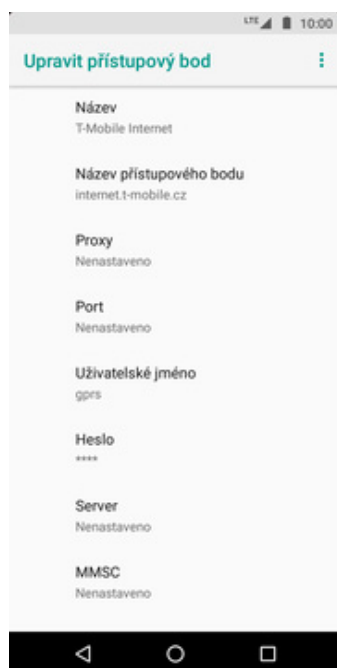 LTE 10:00
Upravit přístupový bod
Název
T-Mobile Internet
Název přístupového bodu
internet.t-mobile.cz
Proxy
Nenastaveno
Port
Nenastaveno
Uživatelské jméno
gprs
Heslo
****
Server
Nenastaveno
MMSC
Nenastaveno